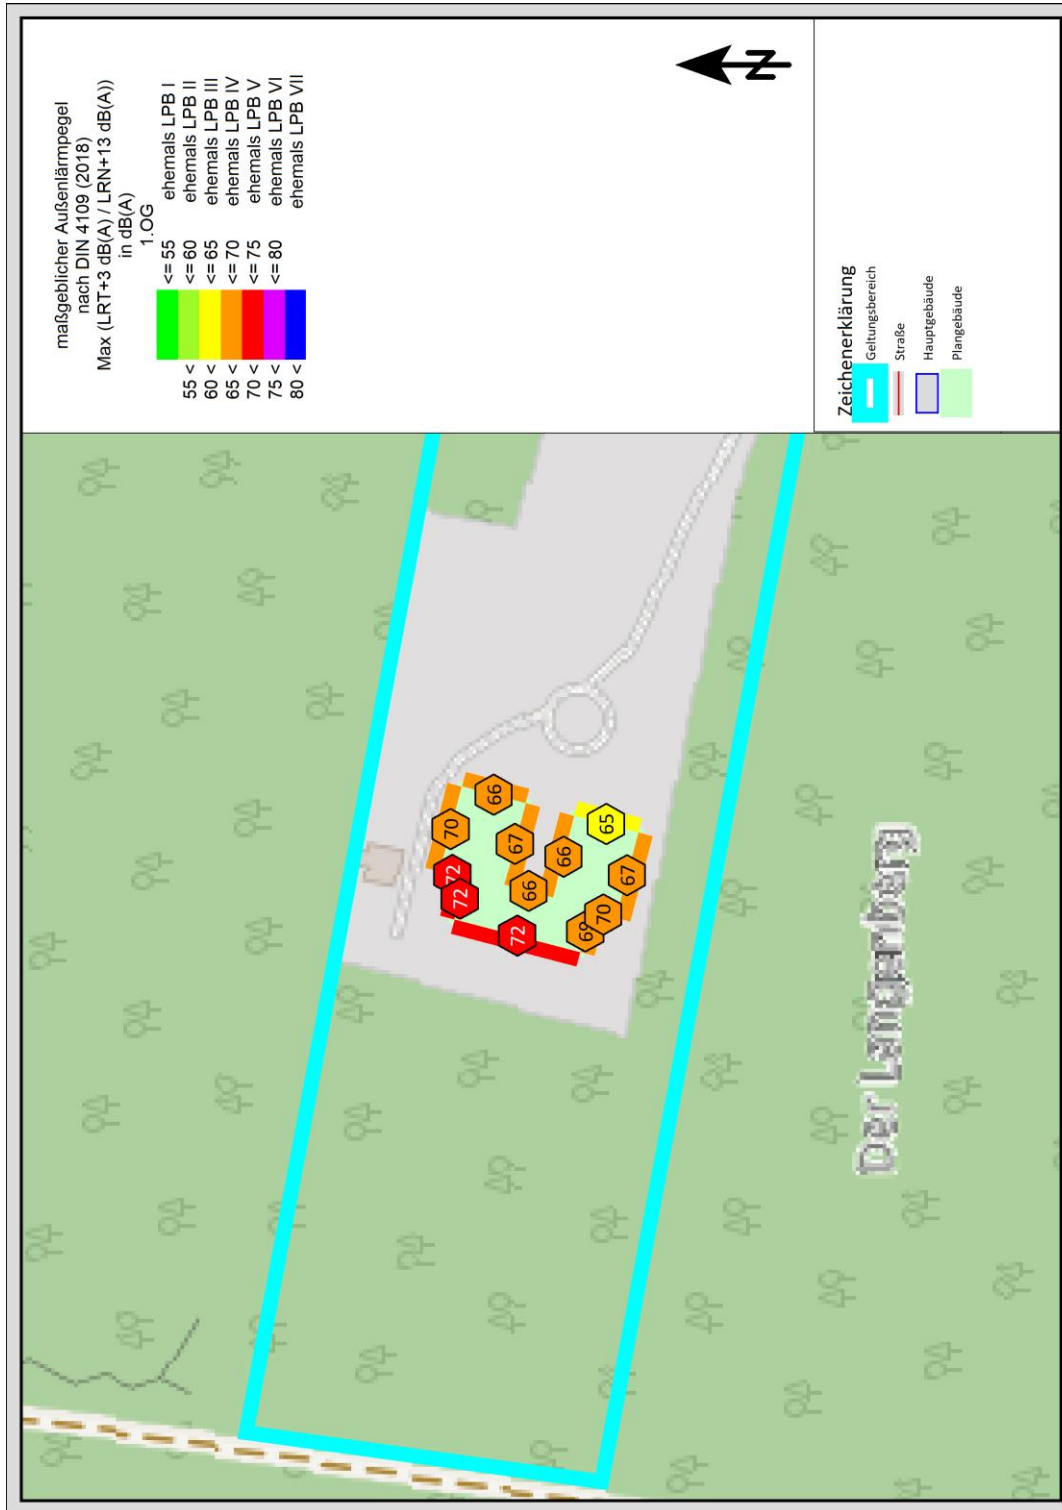 maßgeblicher Außenlärmpegel
nach DIN 4109 (2018)
Max (LRT+3 dB(A) / LRN+13 dB(A))
in dB(A)
1.OG
<= 55 ehemals LPB I
55 < <= 60 ehemals LPB II
60 < <= 65 ehemals LPB III
65 < <= 70 ehemals LPB IV
70 < <= 75 ehemals LPB V
75 < <= 80 ehemals LPB VI
80 < ehemals LPB VII
N
Zeichenerklärung
Geltungsbereich
Straße
Hauptgebäude
Plangebäude
70
66
72
72
67
66
66
65
72
69
70
67
Der Langenberg